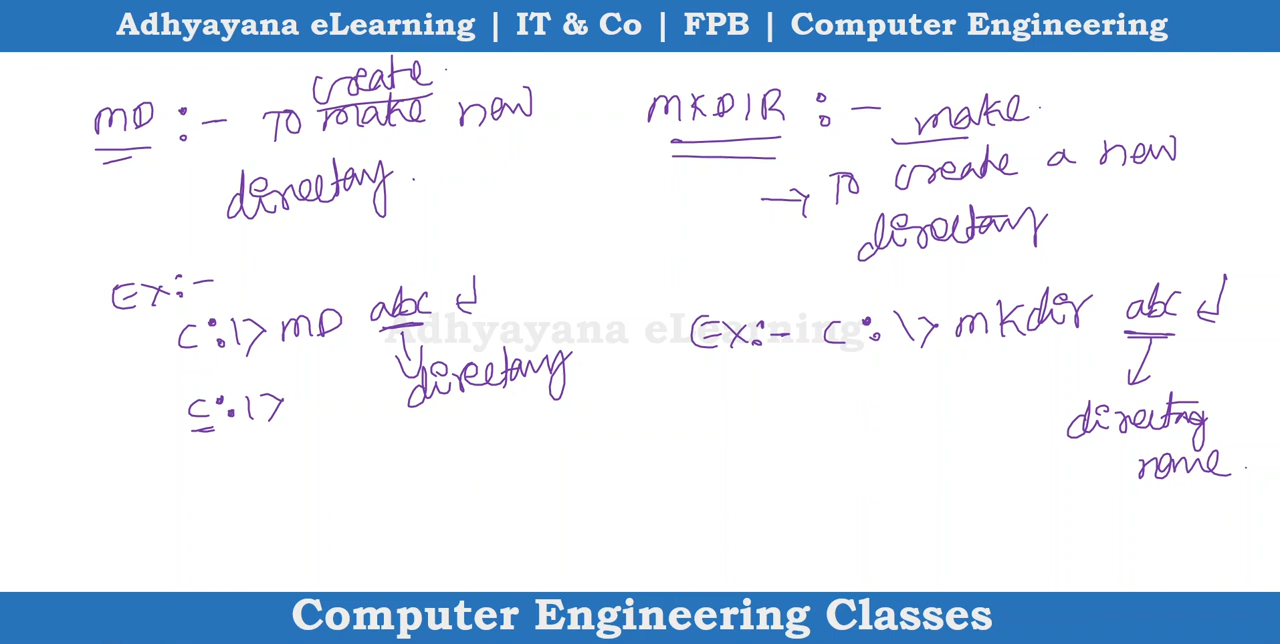 Adhyayana eLearning | IT & Co | FPB | Computer Engineering
create
MD :- To make new
directory.
Ex:-
C:\> MD abc ↲
directory
C:\>
MKDIR :- make
→ To create a new
directory
Ex:- C:\> mkdir abc ↲
directory
name
Adhyayana eLearning
Computer Engineering Classes